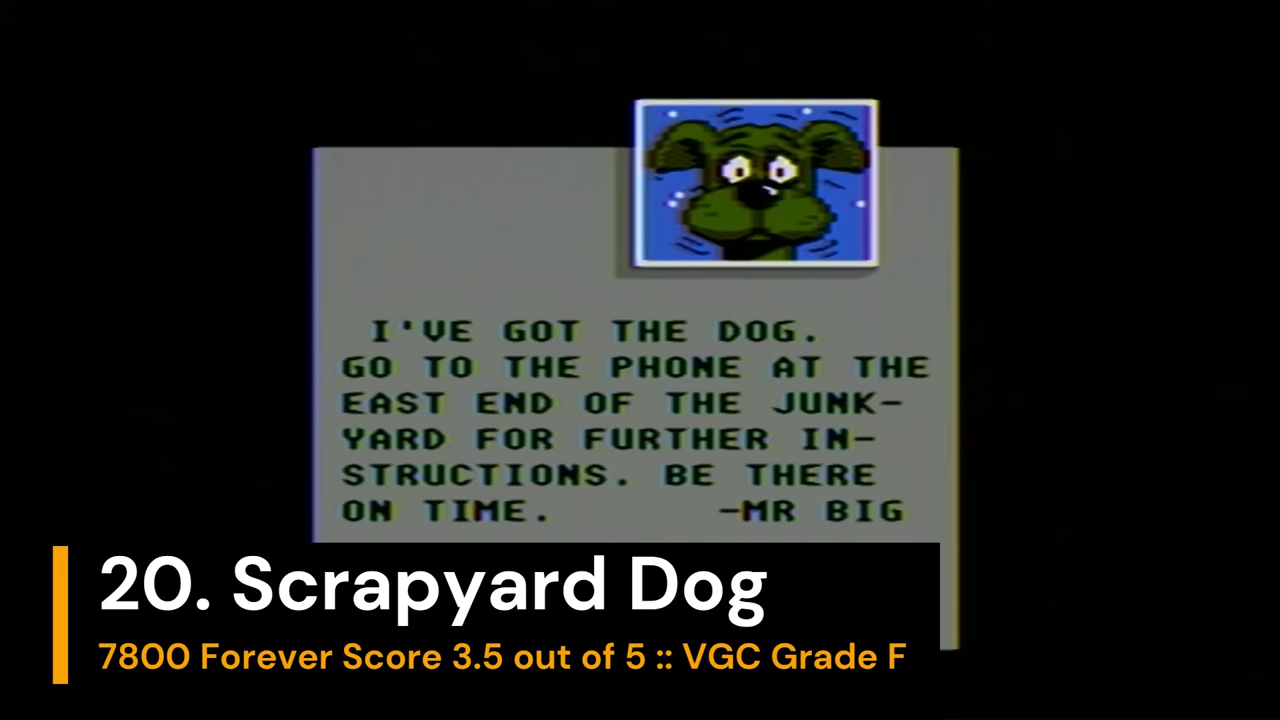 I'VE GOT THE DOG.
GO TO THE PHONE AT THE
EAST END OF THE JUNK-
YARD FOR FURTHER IN-
STRUCTIONS. BE THERE
ON TIME. -MR BIG
20. Scrapyard Dog
7800 Forever Score 3.5 out of 5 :: VGC Grade F